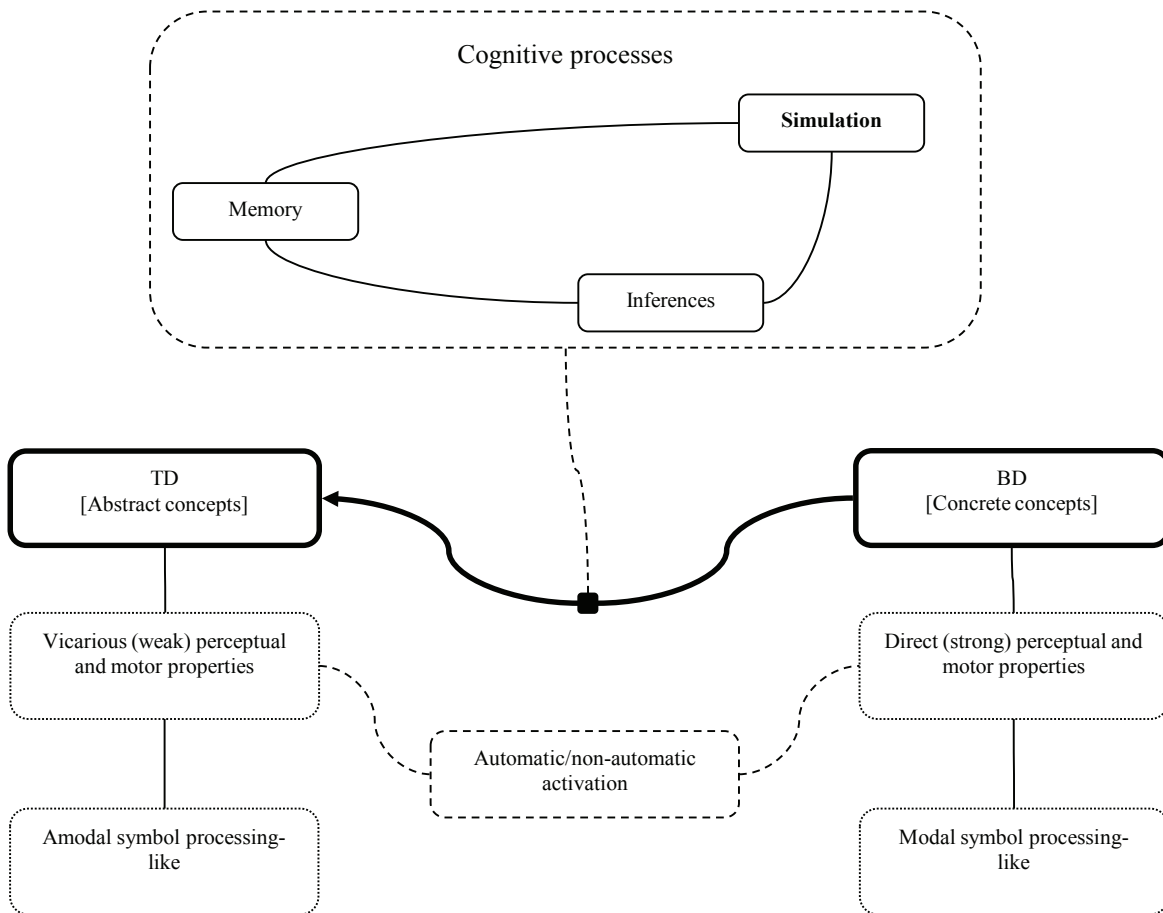 Cognitive processes
Simulation
Memory
Inferences
TD
[Abstract concepts]
BD
[Concrete concepts]
Vicarious (weak) perceptual
and motor properties
Direct (strong) perceptual and
motor properties
Automatic/non-automatic
activation
Amodal symbol processing-
like
Modal symbol processing-
like